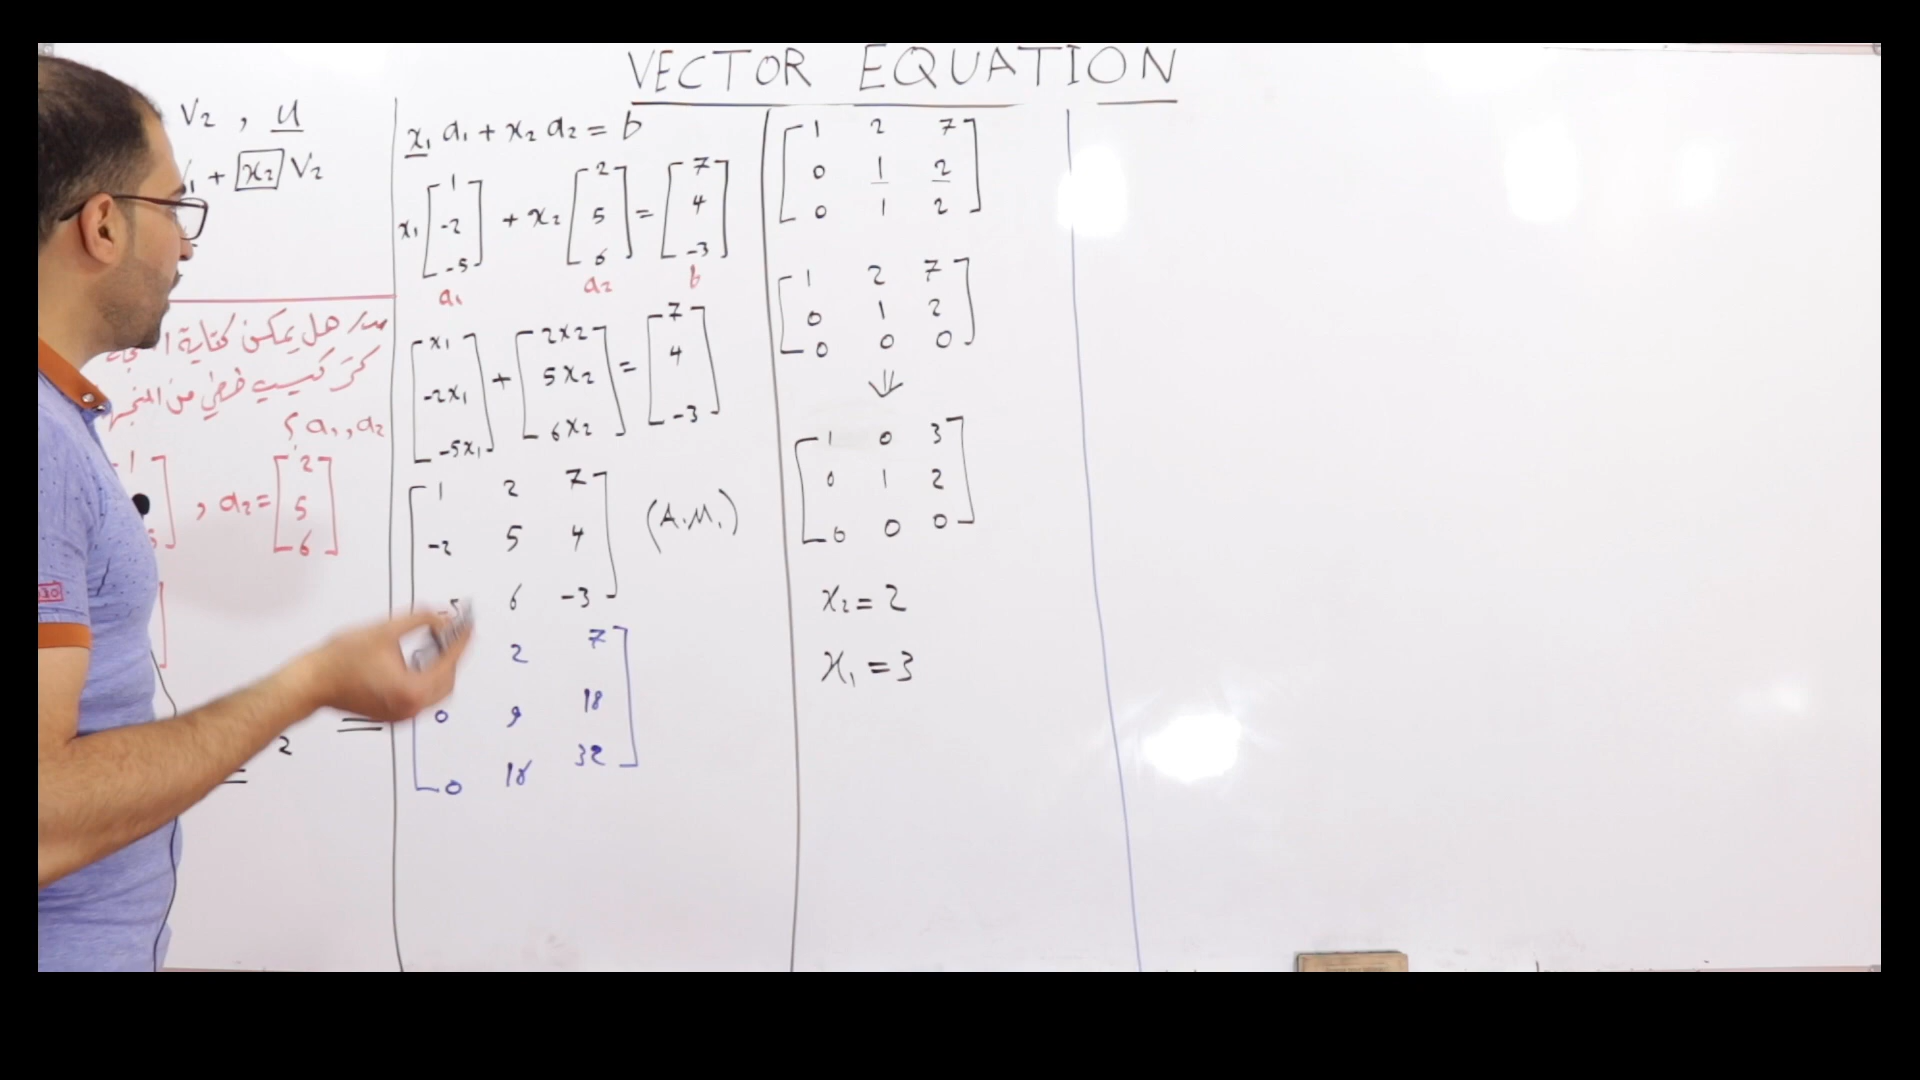 VECTOR EQUATION
V2 , u
1 + x2 V2
مثال هل يمكن كتابة
كتركيب خطي من
a1 , a2 ؟
, a2 = [ 2
5
6 ]
2
=
x1 a1 + x2 a2 = b
x1 [ 1 -2 -5 ] + x2 [ 2 5 6 ] = [ 7 4 -3 ]
a1 a2 b
[ x1 -2x1 -5x1 ] + [ 2x2 5x2 6x2 ] = [ 7 4 -3 ]
[ 1 2 7
-2 5 4 (A.M.)
-5 6 -3 ]
2 7
0 9 18
0 18 32 ]
[ 1 2 7
0 1 2
0 1 2 ]
[ 1 2 7
0 1 2
0 0 0 ]
⇓
[ 1 0 3
0 1 2
0 0 0 ]
x2 = 2
x1 = 3